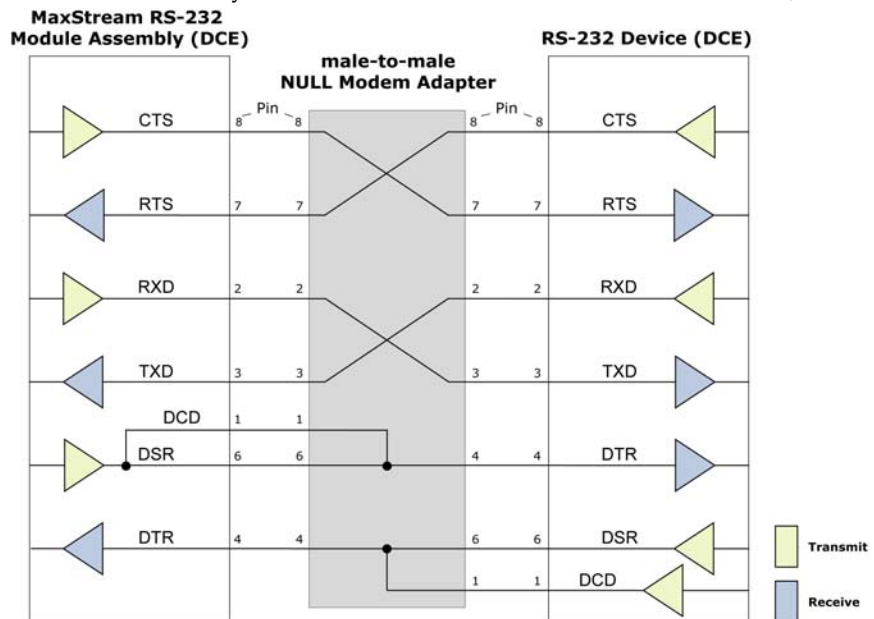 MaxStream RS-232
Module Assembly (DCE)
RS-232 Device (DCE)
male-to-male
NULL Modem Adapter
CTS 8 Pin 8 8 Pin 8 CTS
RTS 7 7 7 7 RTS
RXD 2 2 2 2 RXD
TXD 3 3 3 3 TXD
DCD 1 1
DSR 6 6 4 4 DTR
DTR 4 4 6 6 DSR
1 1 DCD
Transmit
Receive